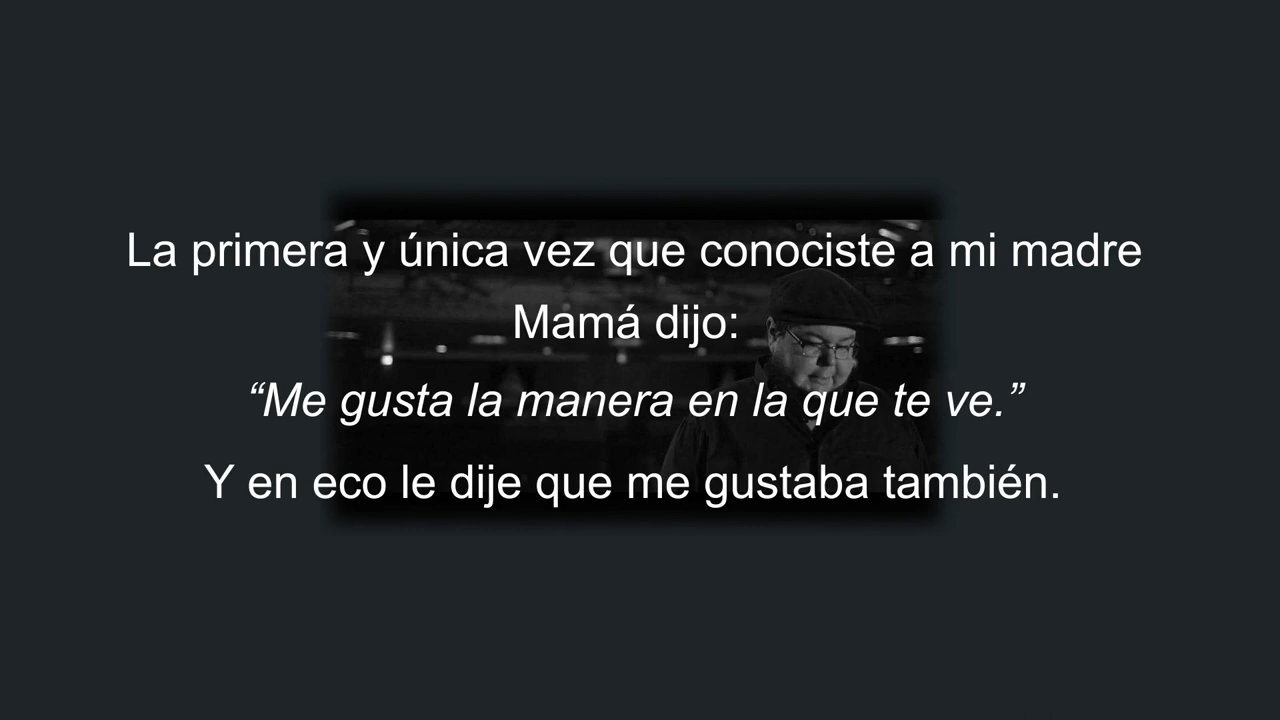 La primera y única vez que conociste a mi madre
Mamá dijo:
“Me gusta la manera en la que te ve.”
Y en eco le dije que me gustaba también.